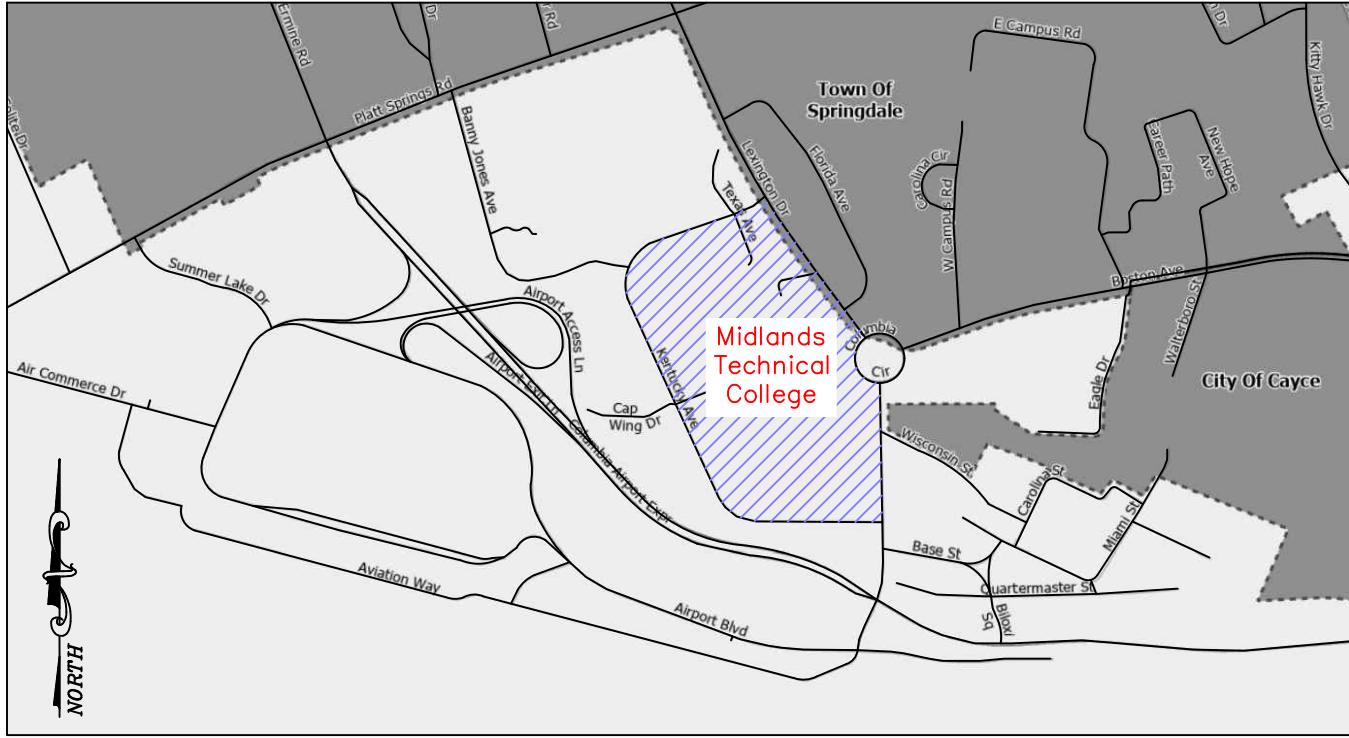 Ermine Rd
Dr
Rd
E Campus Rd
Dr
Kitty Hawk Dr
Platt Springs Rd
Town Of
Springdale
Banny Jones Ave
Lexington Dr
Florida Ave
Carolina Cir
Career Path
New Hope
Ave
Texas Ave
W Campus Rd
Summer Lake Dr
Boston Ave
Airport Access Ln
Walterboro St
Columbia
Cir
Midlands
Technical
College
Kentucky Ave
Airport Exit Ln
Air Commerce Dr
Eagle Dr
City Of Cayce
Cap
Wing Dr
Columbia Airport Expr
Wisconsin St
Carolina St
Miami St
Base St
Aviation Way
Quartermaster St
Airport Blvd
Biloxi
Sq
NORTH